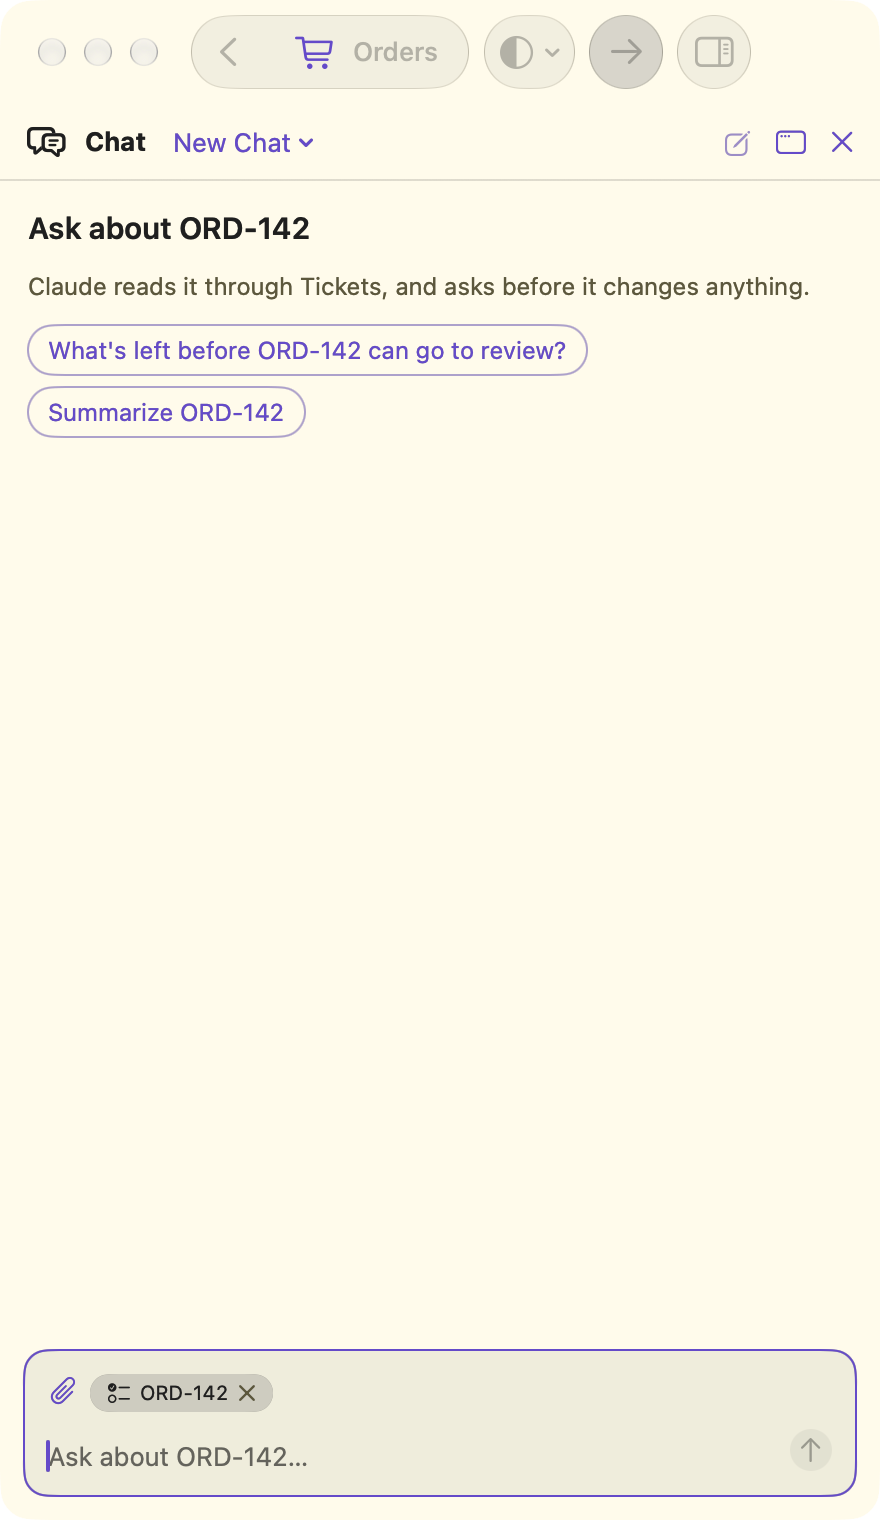 Orders
Chat New Chat
Ask about ORD-142
Claude reads it through Tickets, and asks before it changes anything.
What's left before ORD-142 can go to review?
Summarize ORD-142
ORD-142
Ask about ORD-142...